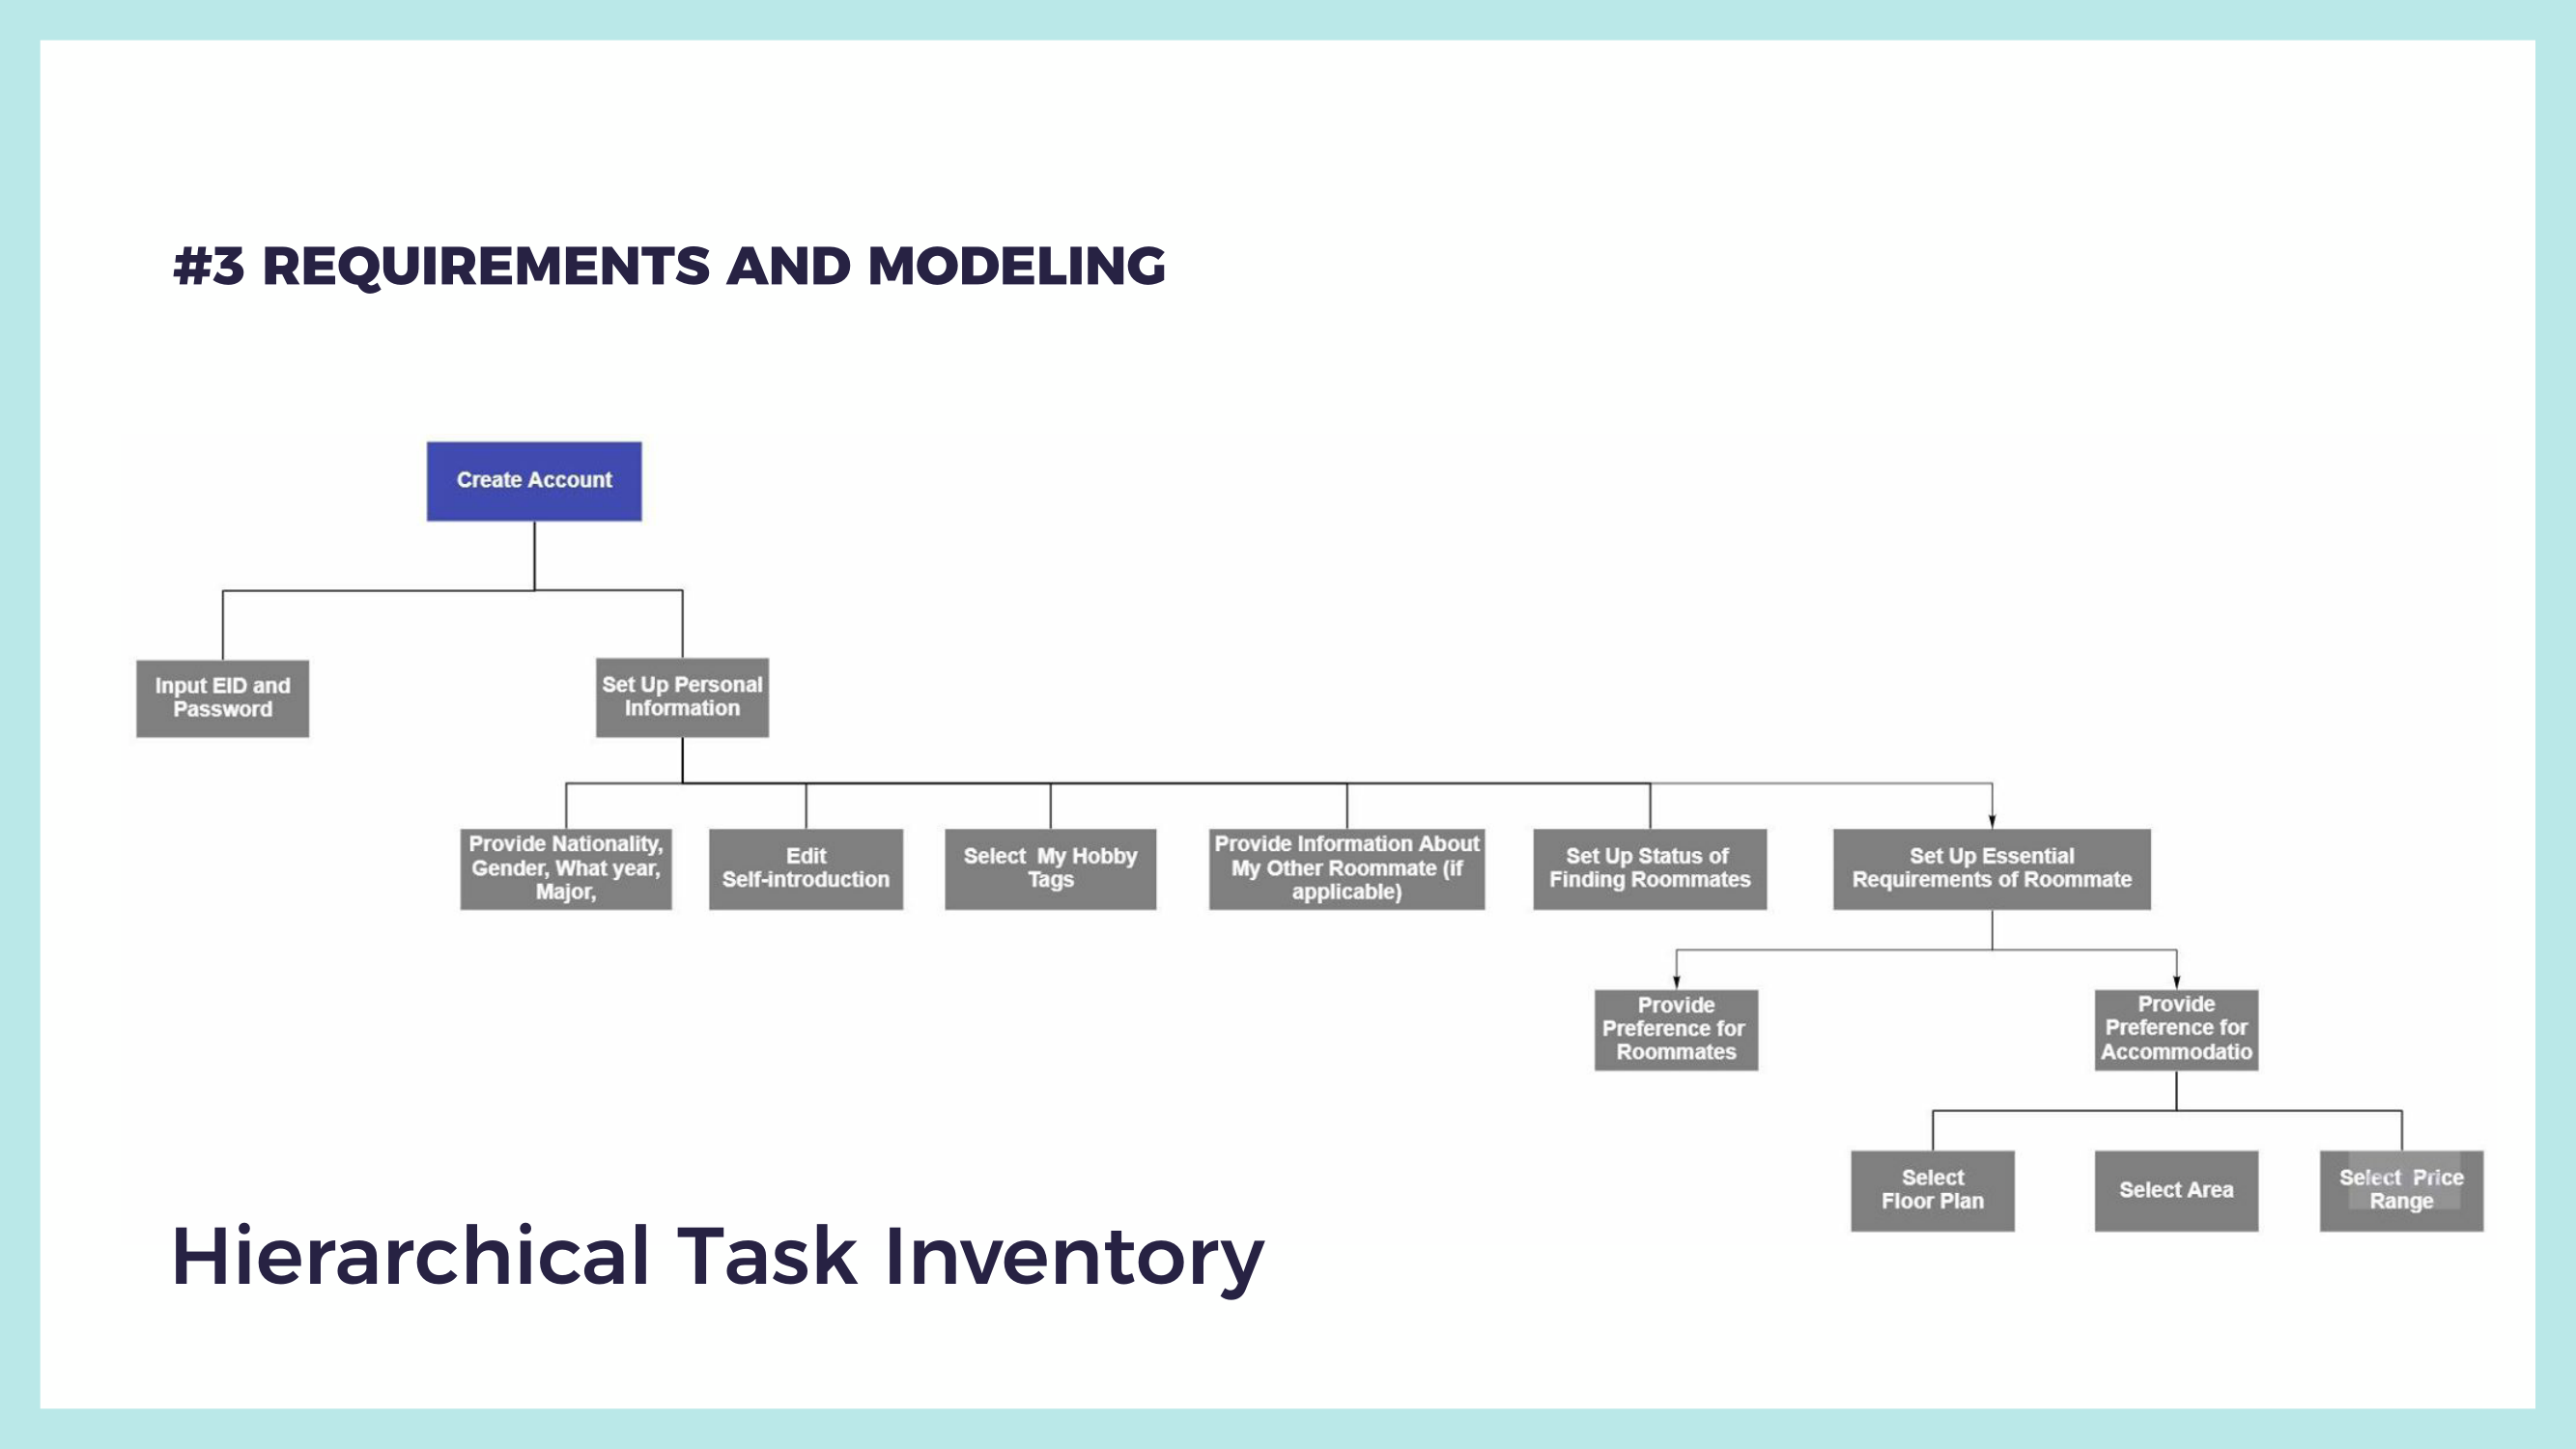 #3 REQUIREMENTS AND MODELING
Create Account
Input EID and
Password
Set Up Personal
Information
Provide Nationality,
Gender, What year,
Major,
Edit
Self-introduction
Select  My Hobby
Tags
Provide Information About
My Other Roommate (if
applicable)
Set Up Status of
Finding Roommates
Set Up Essential
Requirements of Roommate
Provide
Preference for
Roommates
Provide
Preference for
Accommodatio
Select
Floor Plan
Select Area
Select  Price
Range
Hierarchical Task Inventory